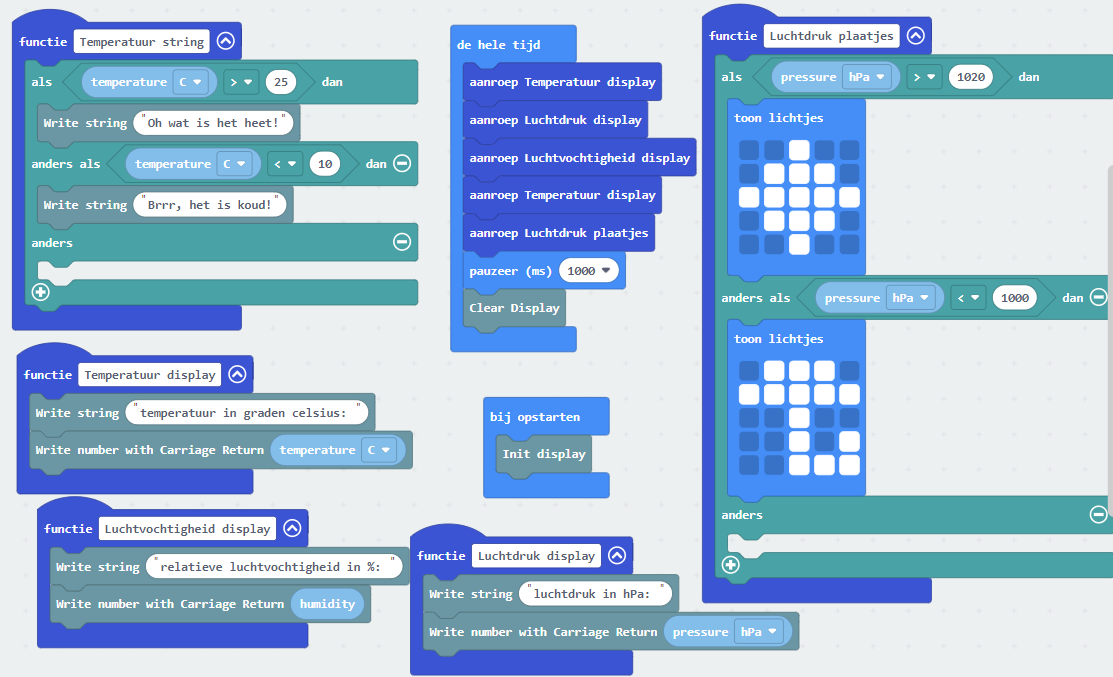 functie Temperatuur string
als temperature C > 25 dan
Write string "Oh wat is het heet!"
anders als temperature C < 10 dan
Write string "Brrr, het is koud!"
anders
functie Temperatuur display
Write string "temperatuur in graden celsius: "
Write number with Carriage Return temperature C
functie Luchtvochtigheid display
Write string "relatieve luchtvochtigheid in %: "
Write number with Carriage Return humidity
de hele tijd
aanroep Temperatuur display
aanroep Luchtdruk display
aanroep Luchtvochtigheid display
aanroep Temperatuur display
aanroep Luchtdruk plaatjes
pauzeer (ms) 1000
Clear Display
bij opstarten
Init display
functie Luchtdruk display
Write string "luchtdruk in hPa: "
Write number with Carriage Return pressure hPa
functie Luchtdruk plaatjes
als pressure hPa > 1020 dan
toon lichtjes
anders als pressure hPa < 1000 dan
toon lichtjes
anders